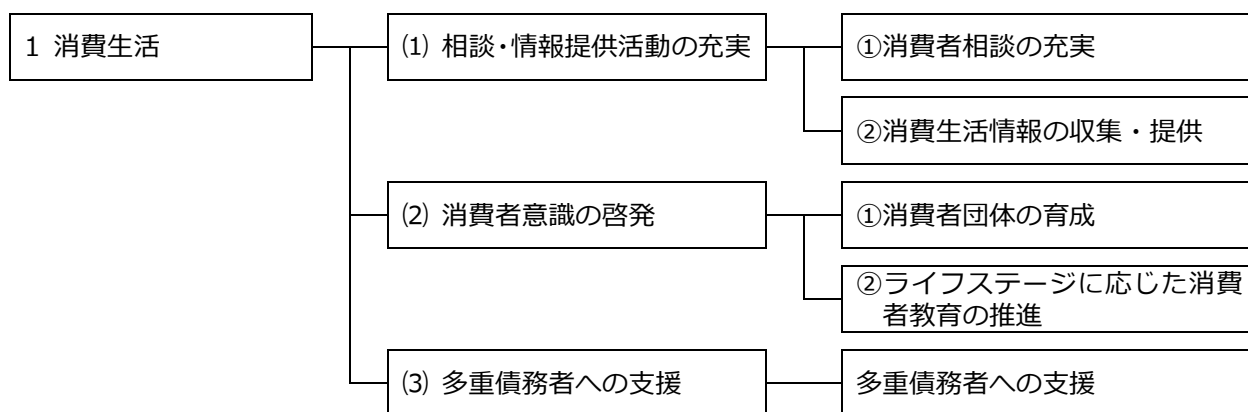 1 消費生活
⑴ 相談・情報提供活動の充実
①消費者相談の充実
②消費生活情報の収集・提供
⑵ 消費者意識の啓発
①消費者団体の育成
②ライフステージに応じた消費
者教育の推進
⑶ 多重債務者への支援
多重債務者への支援